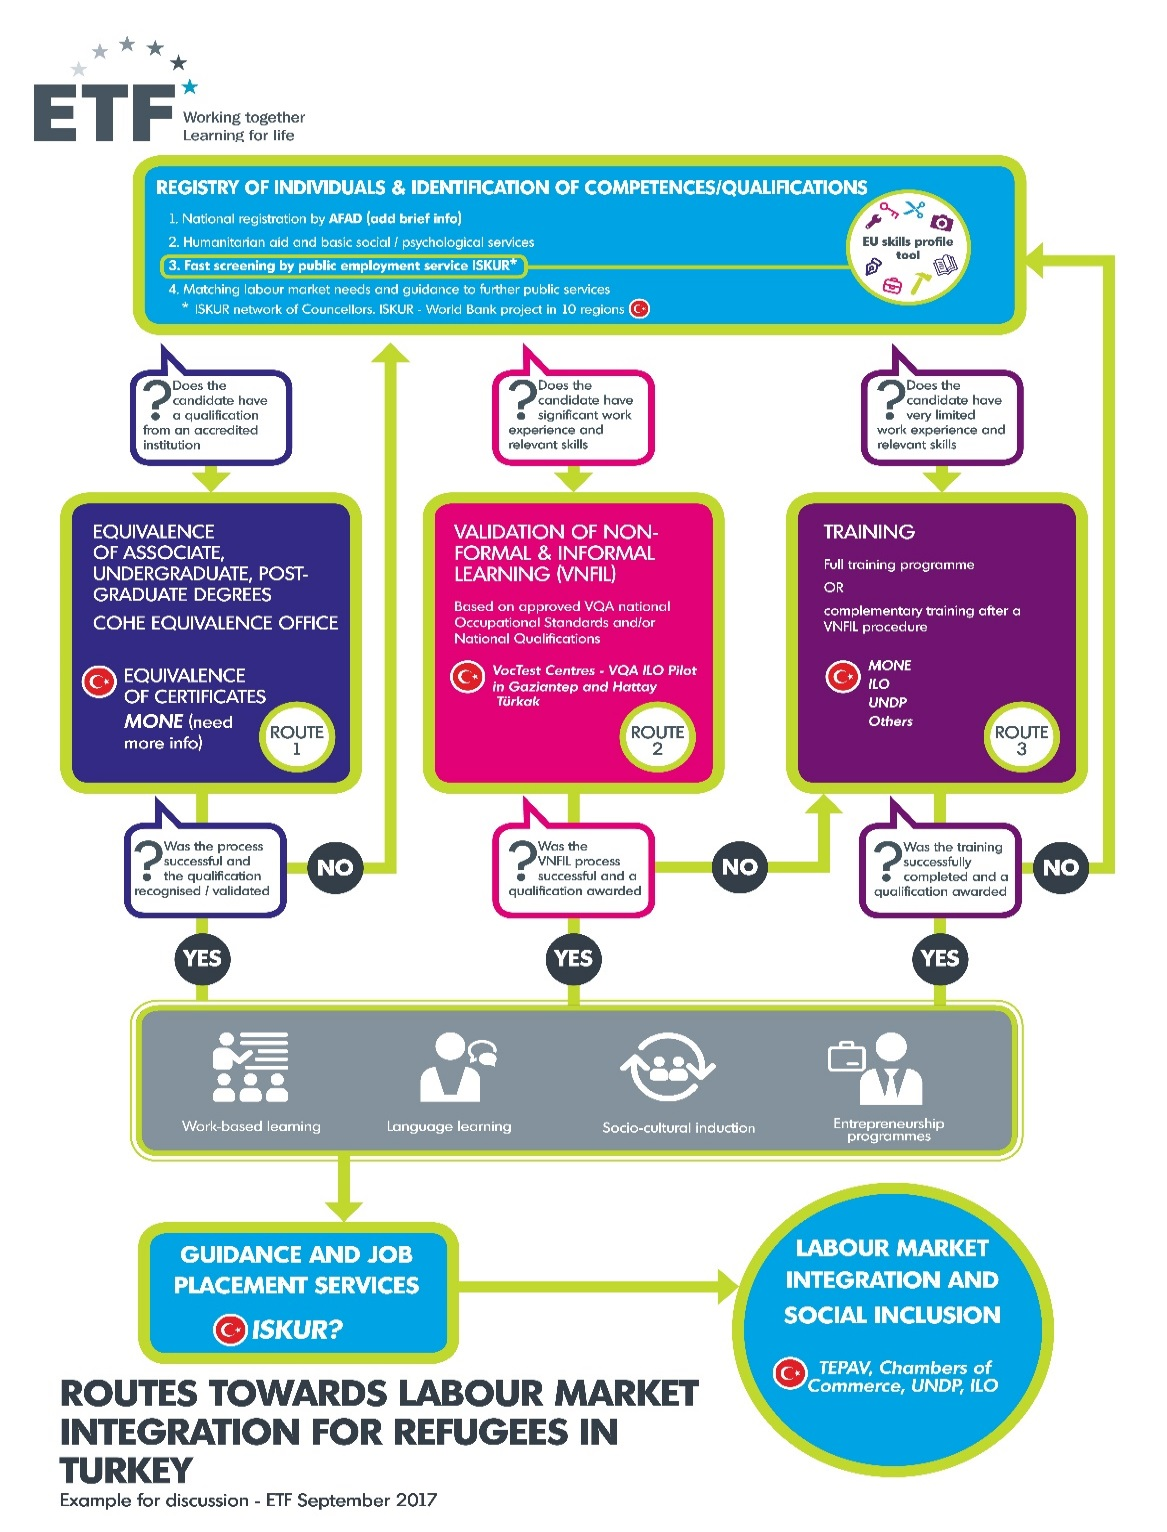 ETF
Working together
Learning for life
REGISTRY OF INDIVIDUALS & IDENTIFICATION OF COMPETENCES/QUALIFICATIONS
1. National registration by AFAD (add brief info)
2. Humanitarian aid and basic social / psychological services
3. Fast screening by public employment service ISKUR*
4. Matching labour market needs and guidance to further public services
* ISKUR network of Councellors. ISKUR - World Bank project in 10 regions
EU skills profile
tool
? Does the
candidate have
a qualification
from an accredited
institution
? Does the
candidate have
significant work
experience and
relevant skills
? Does the
candidate have
very limited
work experience and
relevant skills
EQUIVALENCE
OF ASSOCIATE,
UNDERGRADUATE, POST-
GRADUATE DEGREES
COHE EQUIVALENCE OFFICE
EQUIVALENCE
OF CERTIFICATES
MONE (need
more info)
ROUTE
1
VALIDATION OF NON-
FORMAL & INFORMAL
LEARNING (VNFIL)
Based on approved VQA national
Occupational Standards and/or
National Qualifications
VocTest Centres - VQA ILO Pilot
in Gaziantep and Hattay
Türkak
ROUTE
2
TRAINING
Full training programme
OR
complementary training after a
VNFIL procedure
MONE
ILO
UNDP
Others
ROUTE
3
? Was the process
successful and
the qualification
recognised / validated
NO
? Was the
VNFIL process
successful and a
qualification awarded
NO
? Was the training
successfully
completed and a
qualification awarded
NO
YES
YES
YES
Work-based learning
Language learning
Socio-cultural induction
Entrepreneurship
programmes
GUIDANCE AND JOB
PLACEMENT SERVICES
ISKUR?
LABOUR MARKET
INTEGRATION AND
SOCIAL INCLUSION
TEPAV, Chambers of
Commerce, UNDP, ILO
ROUTES TOWARDS LABOUR MARKET
INTEGRATION FOR REFUGEES IN
TURKEY
Example for discussion - ETF September 2017